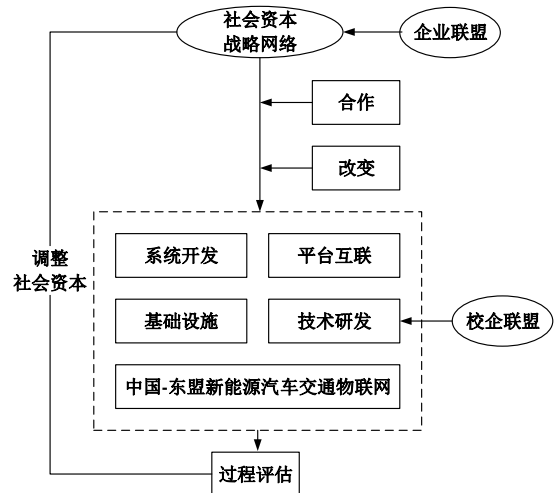 社会资本
战略网络
企业联盟
合作
改变
系统开发
平台互联
调整
社会资本
基础设施
技术研发
校企联盟
中国-东盟新能源汽车交通物联网
过程评估